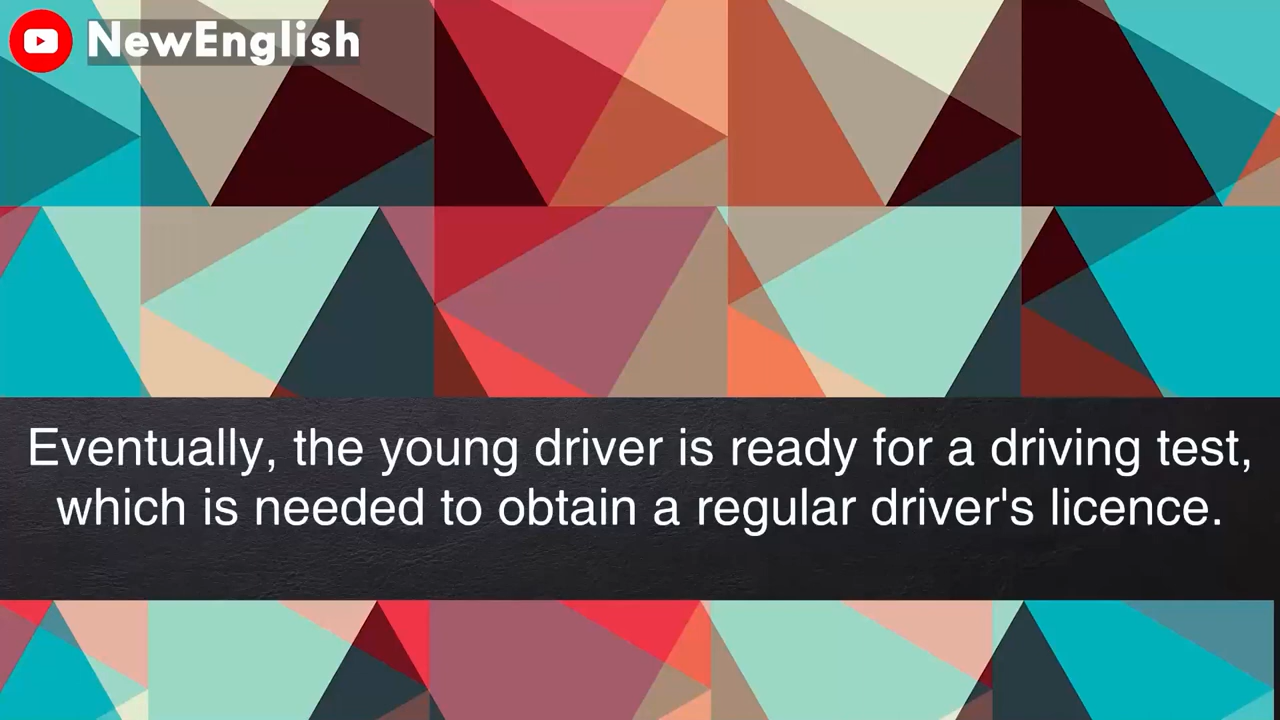 NewEnglish
Eventually, the young driver is ready for a driving test,
which is needed to obtain a regular driver's licence.